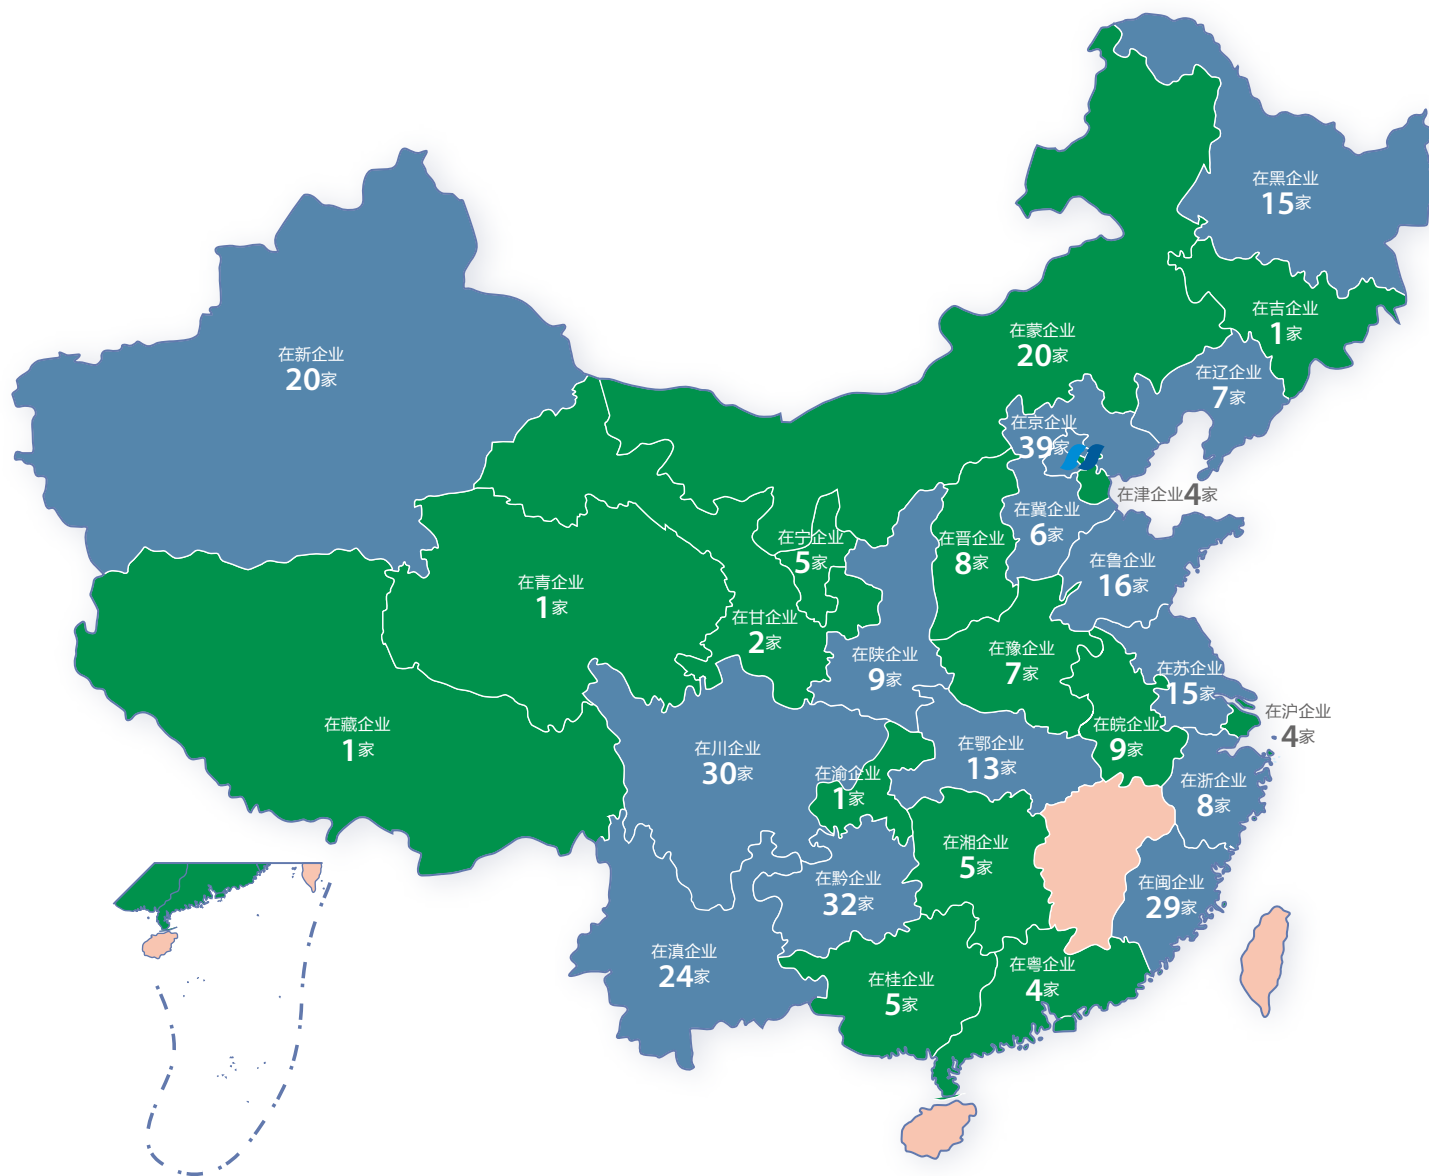 在黑企业
15家
在吉企业
1家
在蒙企业
20家
在新企业
20家
在辽企业
7家
在京企业
39家
在津企业4家
在冀企业
6家
在宁企业
5家
在晋企业
8家
在鲁企业
16家
在青企业
1家
在甘企业
2家
在陕企业
9家
在豫企业
7家
在苏企业
15家
在沪企业
4家
在藏企业
1家
在川企业
30家
在渝企业
1家
在鄂企业
13家
在皖企业
9家
在浙企业
8家
在湘企业
5家
在黔企业
32家
在闽企业
29家
在滇企业
24家
在桂企业
5家
在粤企业
4家